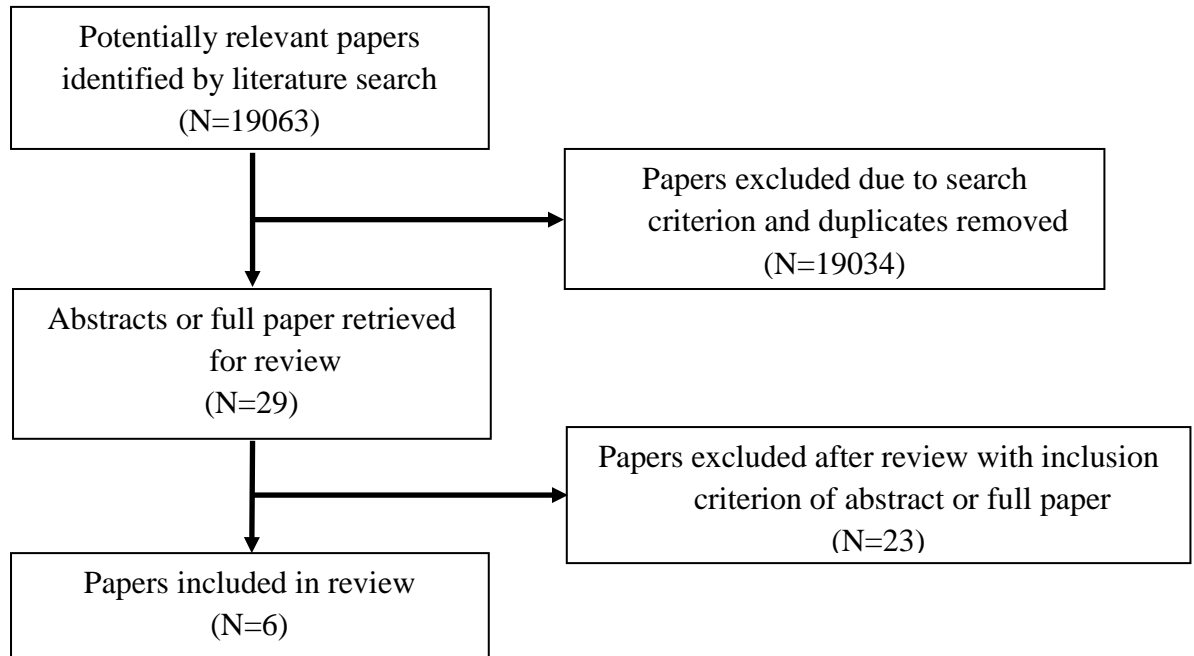 Potentially relevant papers
identified by literature search
(N=19063)
Papers excluded due to search
criterion and duplicates removed
(N=19034)
Abstracts or full paper retrieved
for review
(N=29)
Papers excluded after review with inclusion
criterion of abstract or full paper
(N=23)
Papers included in review
(N=6)